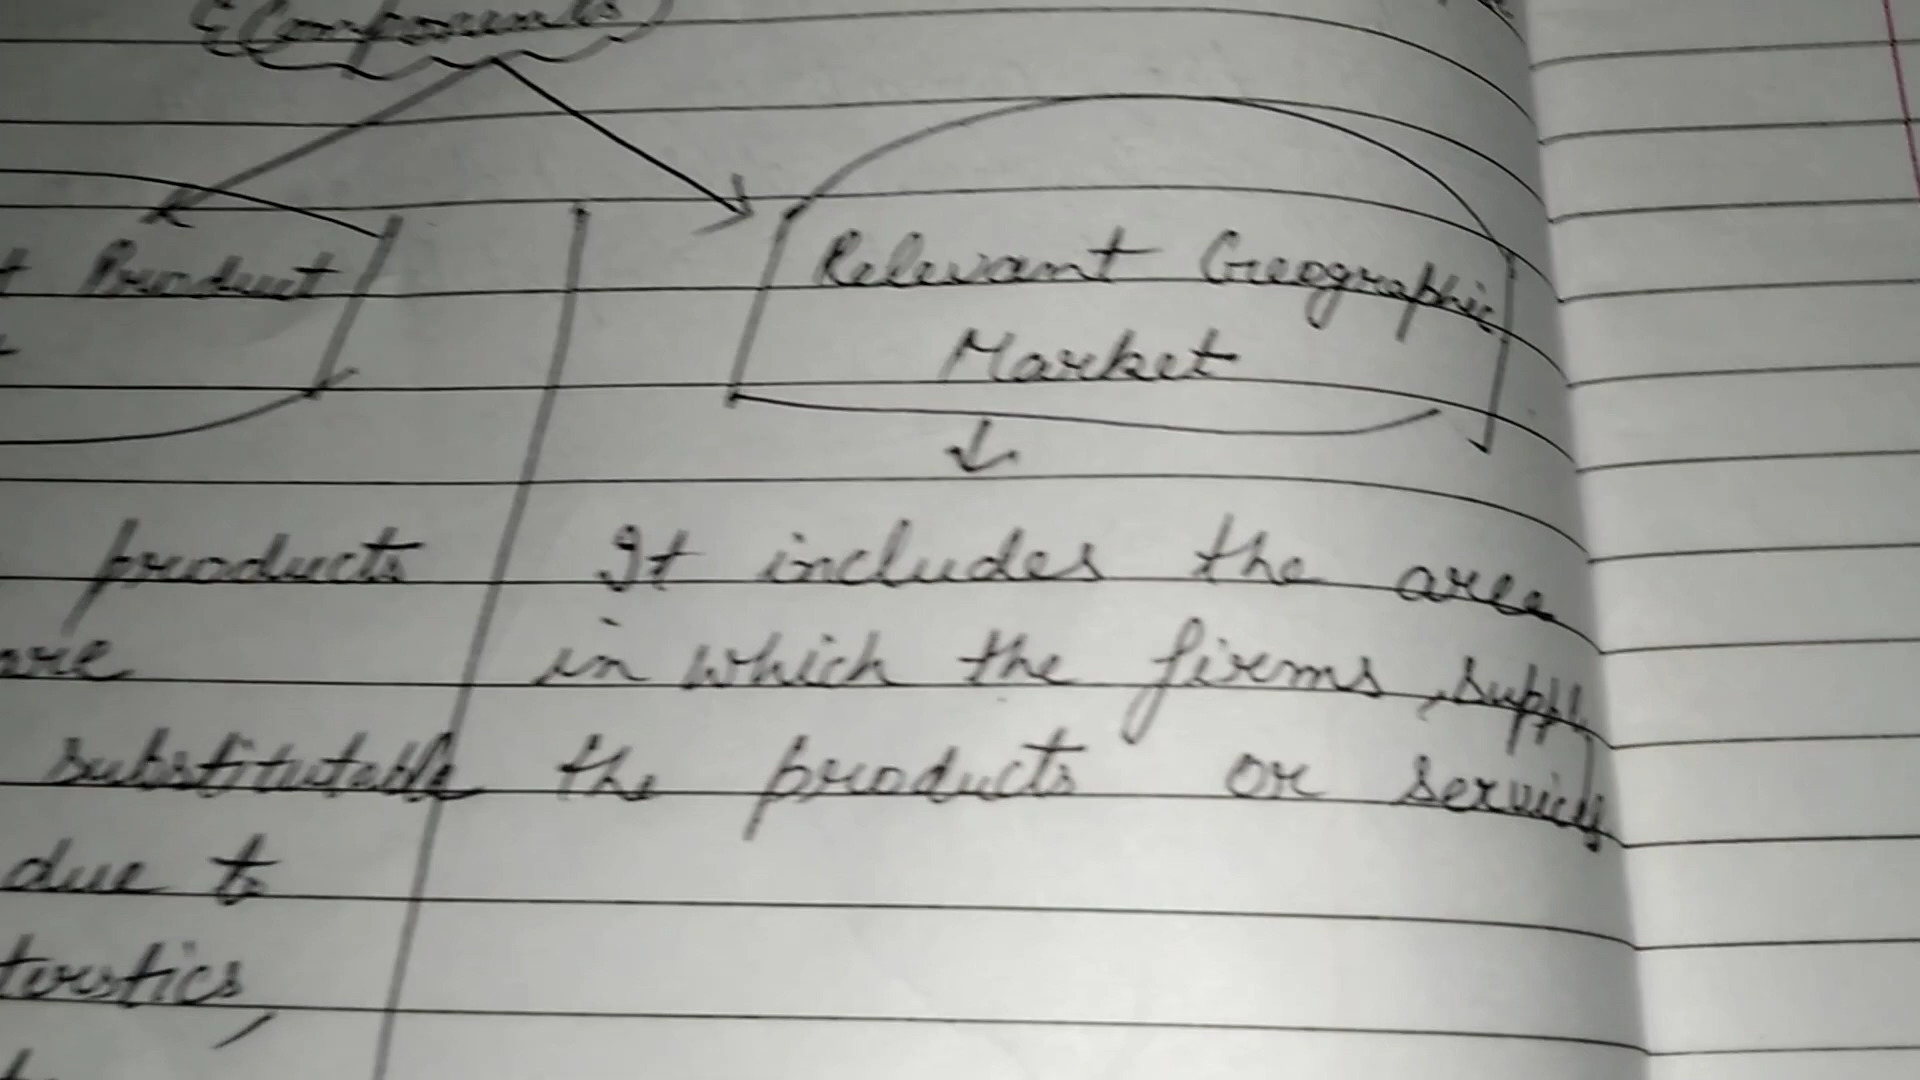 Components
Product
Relevant Geographic
Market
products
are
substitutable
due to
It includes the area
in which the firms supply
the products or services